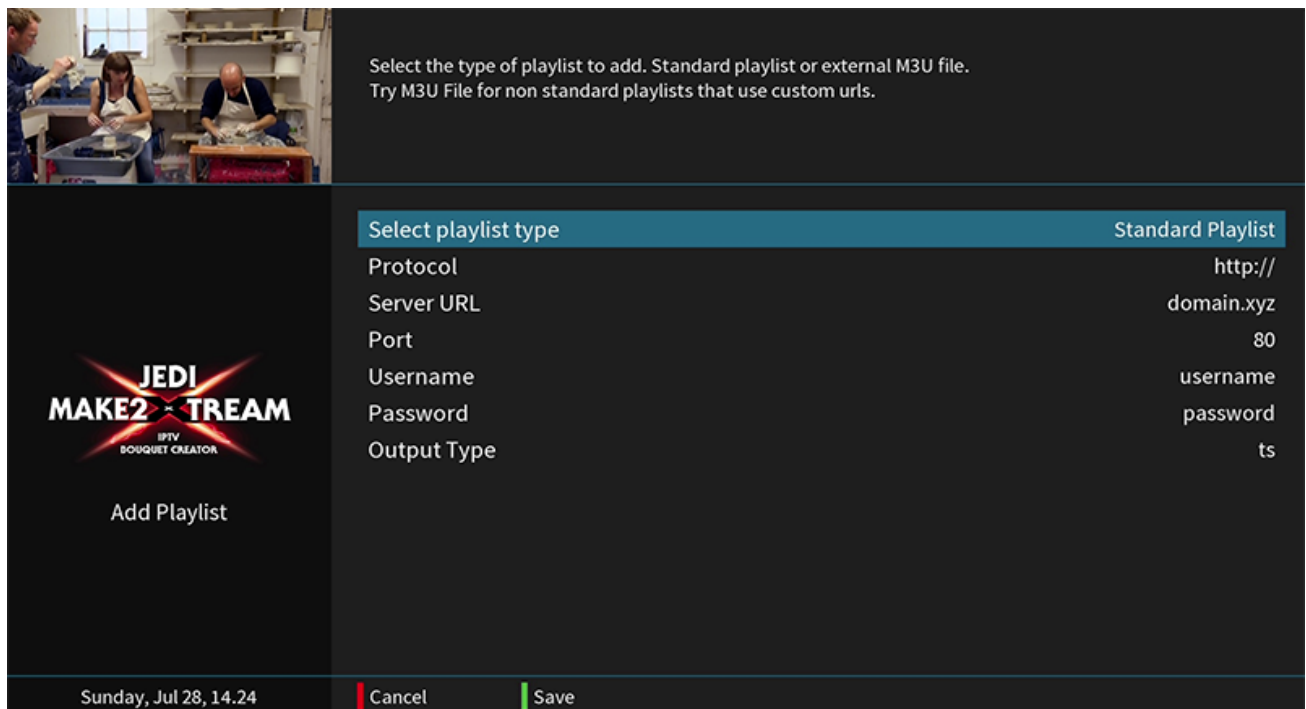 Select the type of playlist to add. Standard playlist or external M3U file.
Try M3U File for non standard playlists that use custom urls.
Select playlist type Standard Playlist
Protocol http://
Server URL domain.xyz
Port 80
Username username
Password password
Output Type ts
JEDI
MAKE2 X TREAM
IPTV
BOUQUET CREATOR
Add Playlist
Sunday, Jul 28, 14.24 Cancel Save